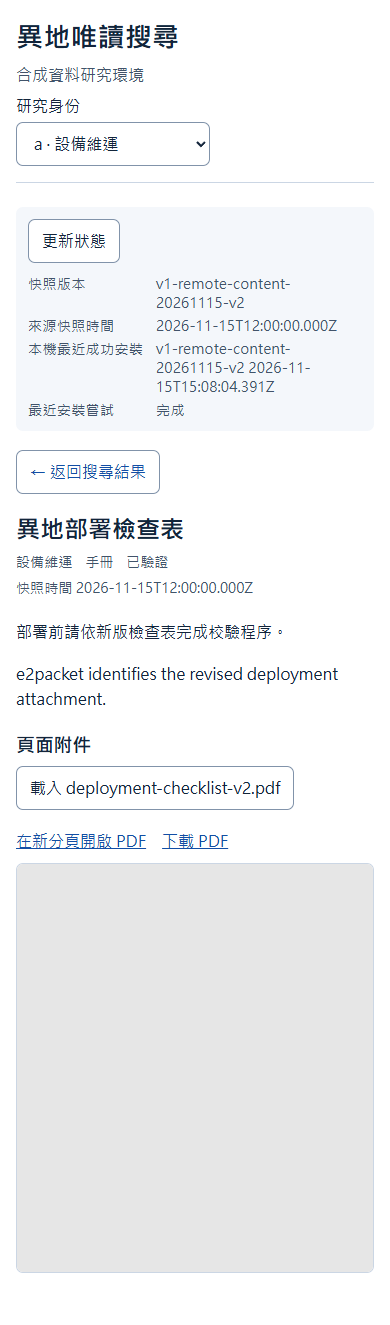 異地唯讀搜尋
合成資料研究環境
研究身份
a · 設備維運
更新狀態
快照版本 v1-remote-content-
20261115-v2
來源快照時間 2026-11-15T12:00:00.000Z
本機最近成功安裝 v1-remote-content-
20261115-v2 2026-11-
15T15:08:04.391Z
最近安裝嘗試 完成
← 返回搜尋結果
異地部署檢查表
設備維運 手冊 已驗證
快照時間 2026-11-15T12:00:00.000Z
部署前請依新版檢查表完成校驗程序。
e2packet identifies the revised deployment
attachment.
頁面附件
載入 deployment-checklist-v2.pdf
在新分頁開啟 PDF 下載 PDF